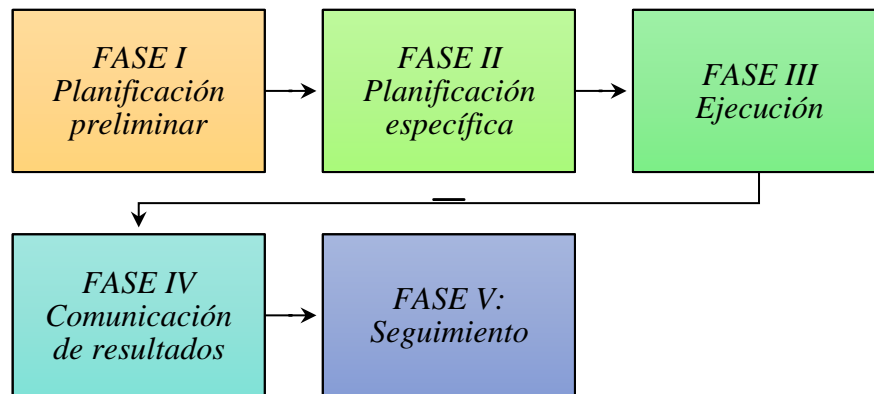 FASE I
Planificación
preliminar
FASE II
Planificación
específica
FASE III
Ejecución
FASE IV
Comunicación
de resultados
FASE V:
Seguimiento